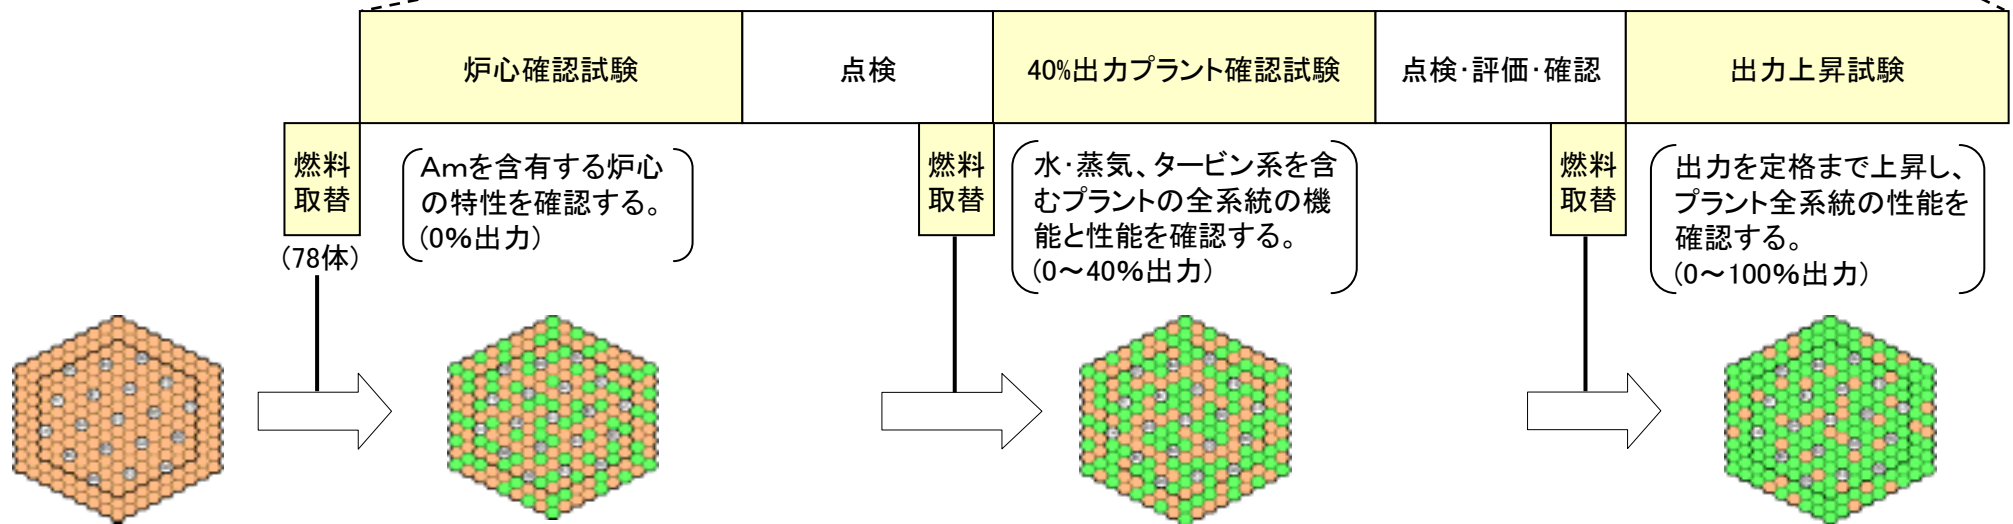 炉心確認試験
点検
40%出力プラント確認試験
点検・評価・確認
出力上昇試験
燃料
取替
(78体)
Amを含有する炉心
の特性を確認する。
(0%出力)
燃料
取替
水・蒸気、タービン系を含
むプラントの全系統の機
能と性能を確認する。
(0～40%出力)
燃料
取替
出力を定格まで上昇し、
プラント全系統の性能を
確認する。
(0～100%出力)